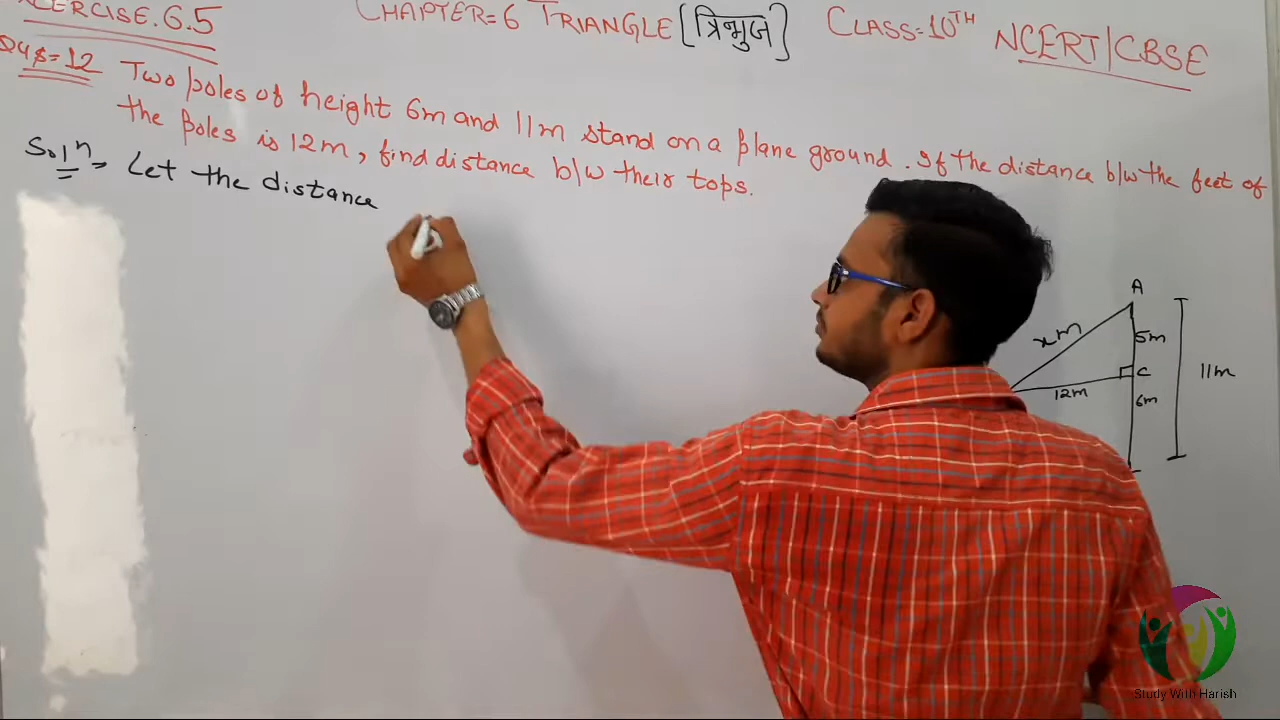 EXERCISE.6.5
CHAPTER=6 TRIANGLE [त्रिभुज] CLASS=10TH NCERT/CBSE
QUS=12 Two poles of height 6m and 11m stand on a plane ground. If the distance b/w the feet of
the poles is 12m, find distance b/w their tops.
Soln= Let the distance
A
xm
5m
C
11m
12m
6m
Study With Harish